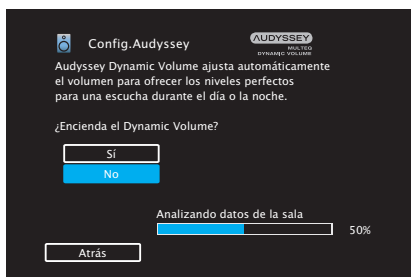 Config.Audyssey
AUDYSSEY
MULTEQ
DYNAMIC VOLUME
Audyssey Dynamic Volume ajusta automáticamente
el volumen para ofrecer los niveles perfectos
para una escucha durante el día o la noche.
¿Encienda el Dynamic Volume?
Sí
No
Analizando datos de la sala
50%
Atrás